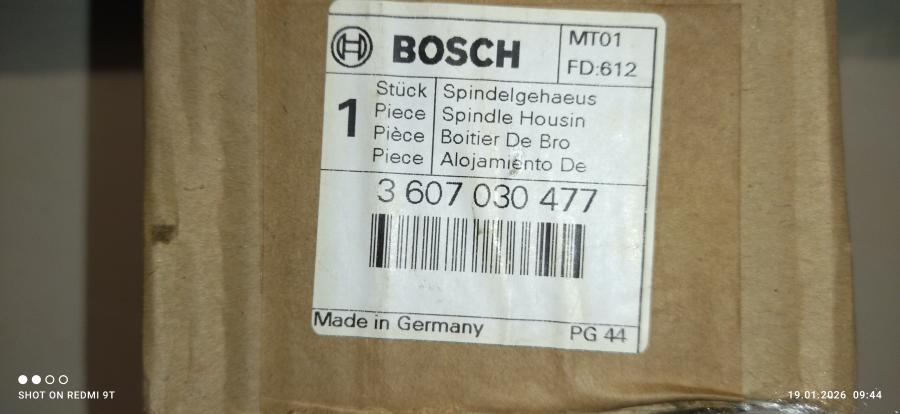 BOSCH
MT01
FD:612
1
Stück
Piece
Pièce
Piece
Spindelgehaeus
Spindle Housin
Boitier De Bro
Alojamiento De
3 607 030 477
Made in Germany
PG 44
SHOT ON REDMI 9T
19.01.2026 09:44